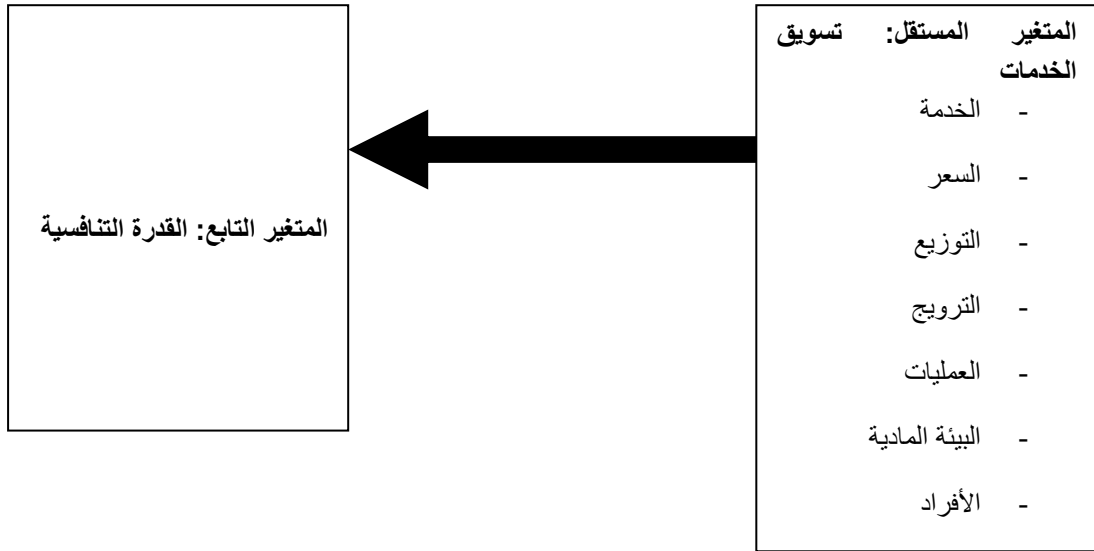 المتغير المستقل: تسويق
الخدمات
- الخدمة
- السعر
- التوزيع
- الترويج
- العمليات
- البيئة المادية
- الأفراد
المتغير التابع: القدرة التنافسية